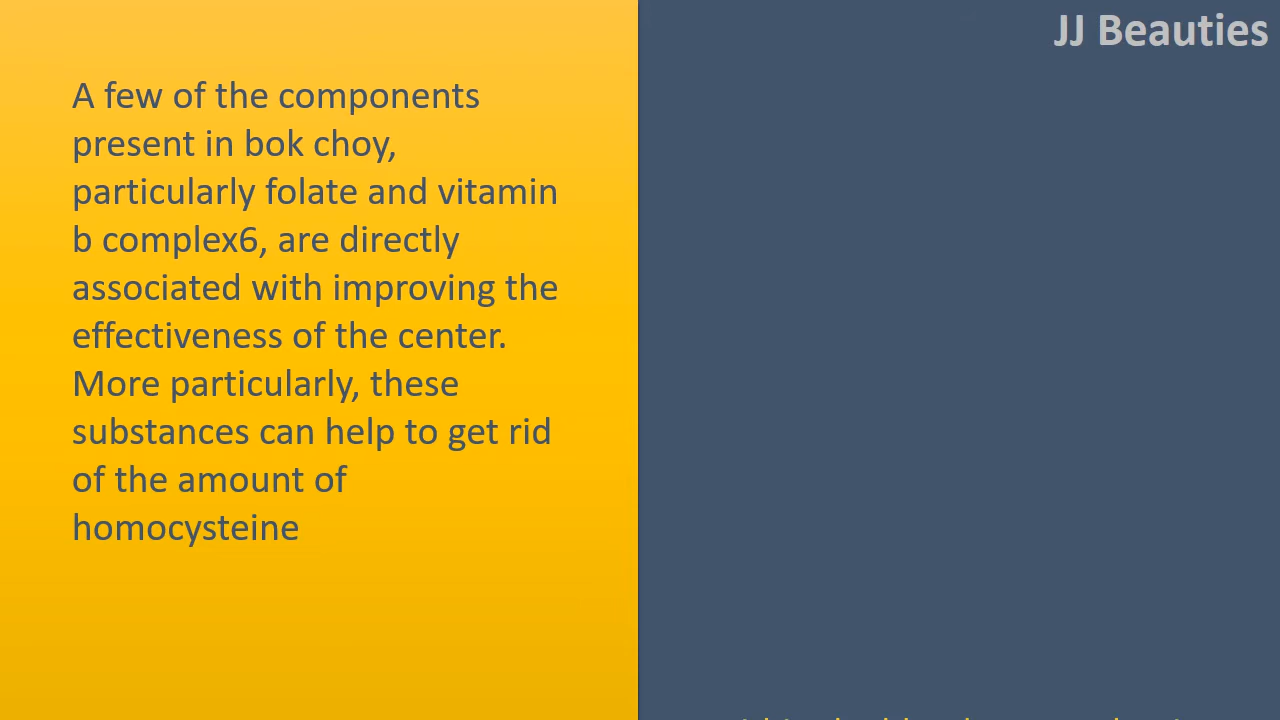 JJ Beauties
A few of the components
present in bok choy,
particularly folate and vitamin
b complex6, are directly
associated with improving the
effectiveness of the center.
More particularly, these
substances can help to get rid
of the amount of
homocysteine